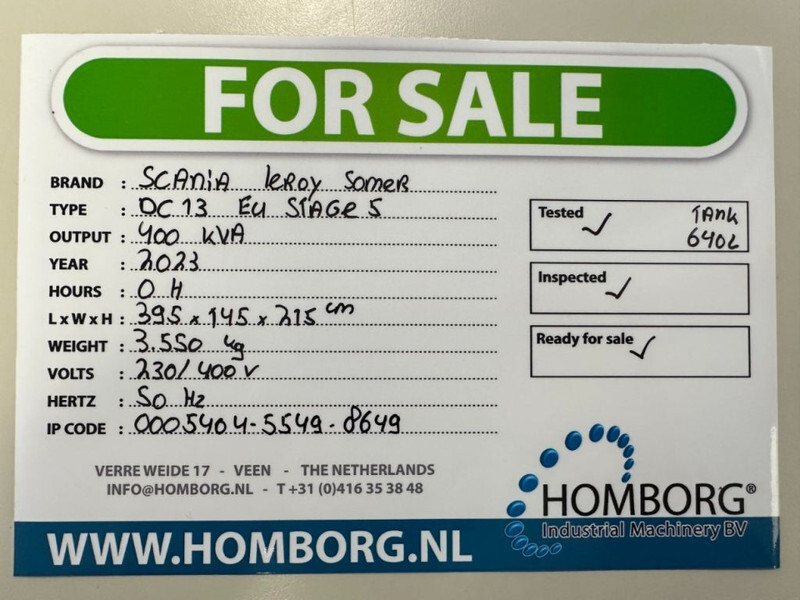 FOR SALE
BRAND : SCANIA LEROY SOMER
TYPE : DC 13 EU STAGE 5
OUTPUT : 400 KVA
YEAR : 2023
HOURS : 0 H
L x W x H : 395 x 145 x 215 cm
WEIGHT : 3.550 kg
VOLTS : 230/400 V
HERTZ : 50 Hz
IP CODE : 0005404-5549-8649
Tested ✓ TANK
640L
Inspected ✓
Ready for sale ✓
VERRE WEIDE 17 - VEEN - THE NETHERLANDS
INFO@HOMBORG.NL - T +31 (0)416 35 38 48
HOMBORG®
Industrial Machinery BV
WWW.HOMBORG.NL